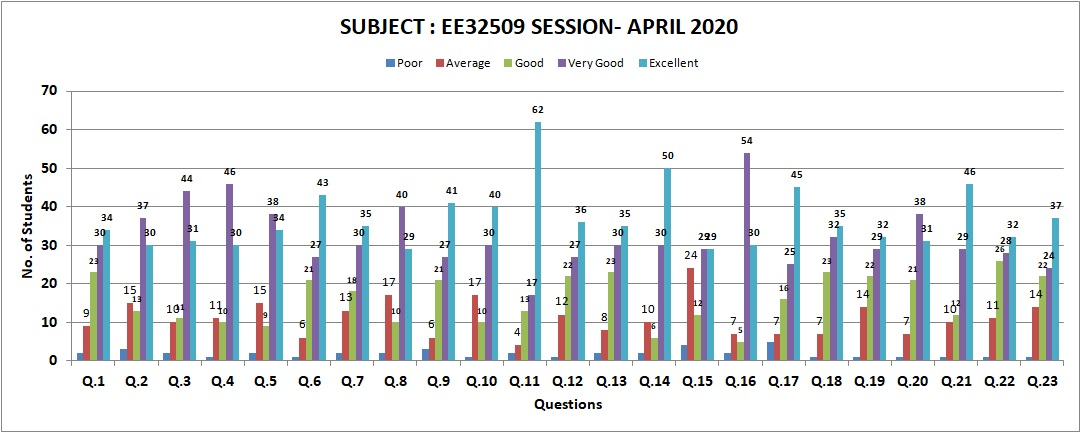 SUBJECT : EE32509 SESSION- APRIL 2020
Poor Average Good Very Good Excellent
No. of Students
70
60
50
40
30
20
10
0
9 23 30 34
15 13 37 30
10 11 44 31
11 10 46 30
15 9 38 34
6 21 27 43
13 18 30 35
17 10 40 29
6 21 27 41
17 10 30 40
4 13 17 62
12 22 27 36
8 23 30 35
10 6 30 50
24 12 29 29
7 5 54 30
7 16 25 45
7 23 32 35
14 22 29 32
7 21 38 31
10 12 29 46
11 26 28 32
14 22 24 37
Q.1 Q.2 Q.3 Q.4 Q.5 Q.6 Q.7 Q.8 Q.9 Q.10 Q.11 Q.12 Q.13 Q.14 Q.15 Q.16 Q.17 Q.18 Q.19 Q.20 Q.21 Q.22 Q.23
Questions